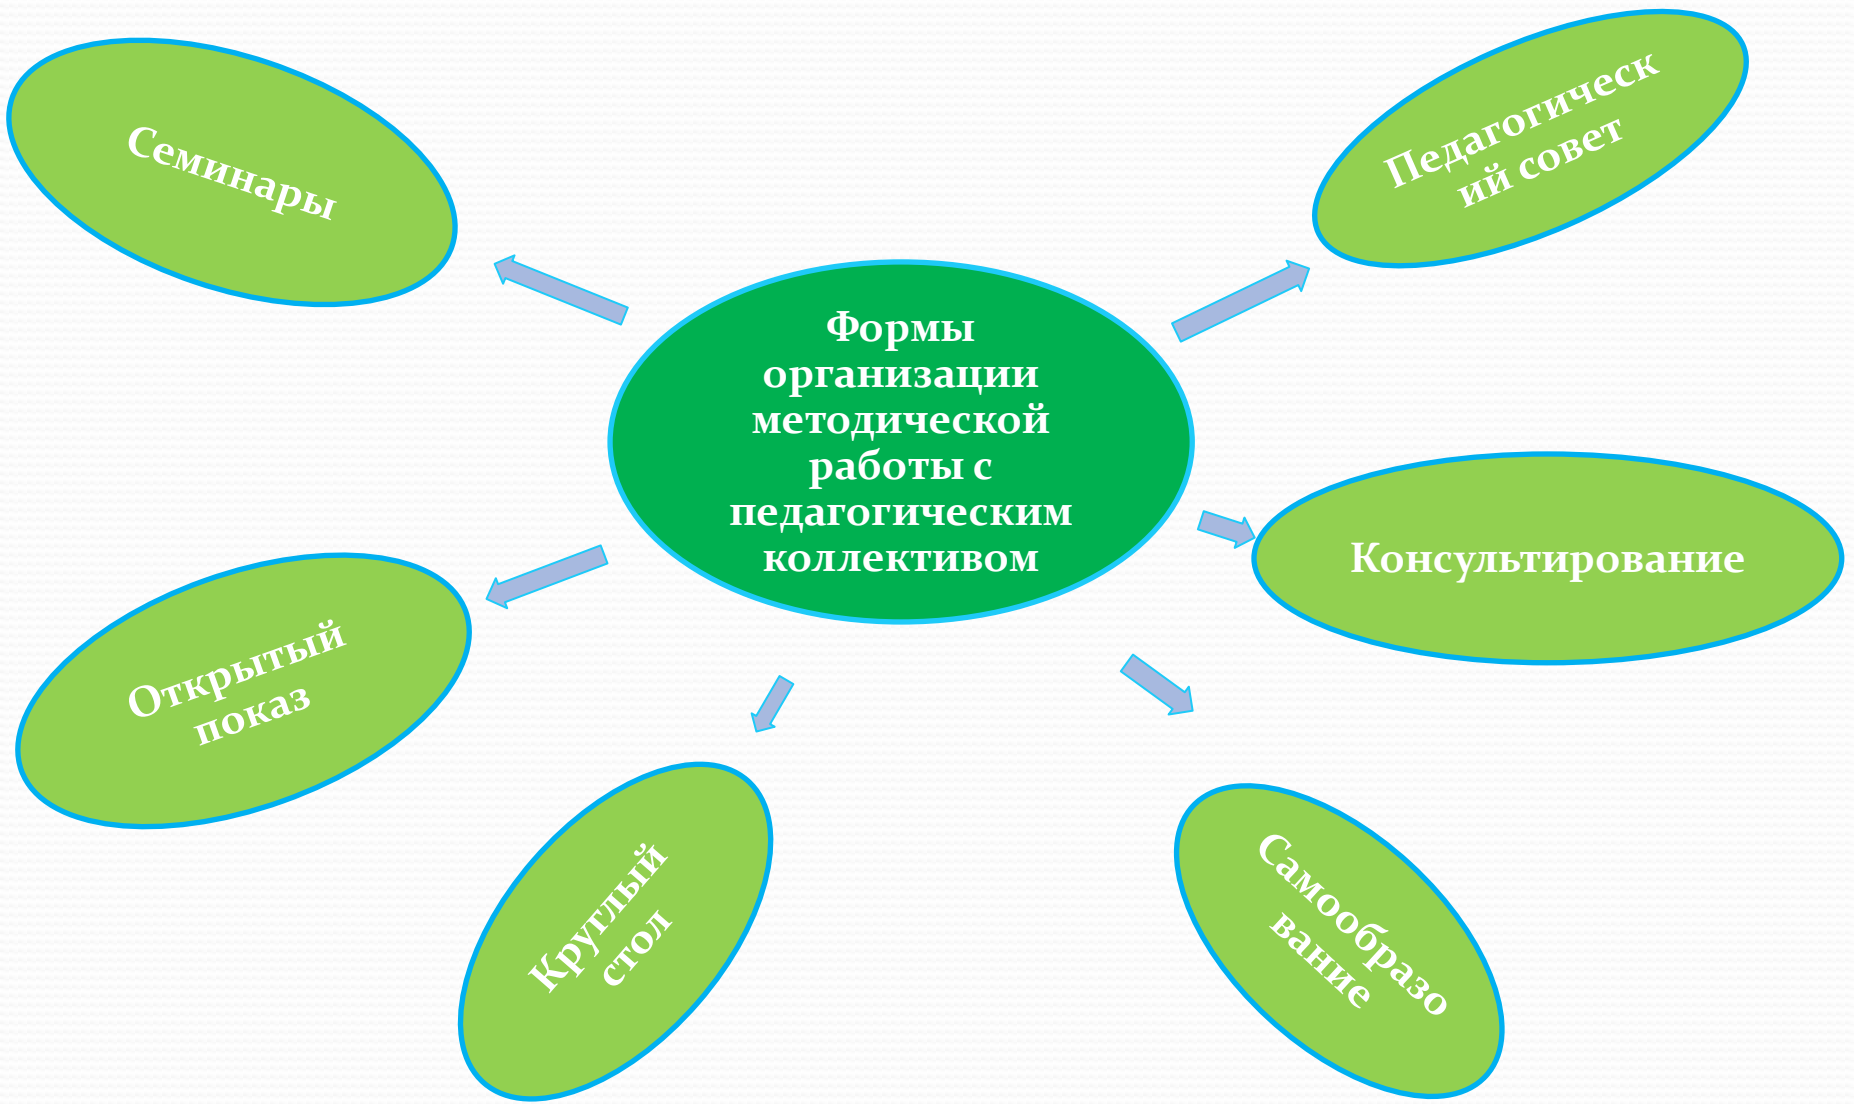 Семинары
Педагогическ
ий совет
Формы
организации
методической
работы с
педагогическим
коллективом
Консультирование
Открытый
показ
Круглый
стол
Самообразо
вание